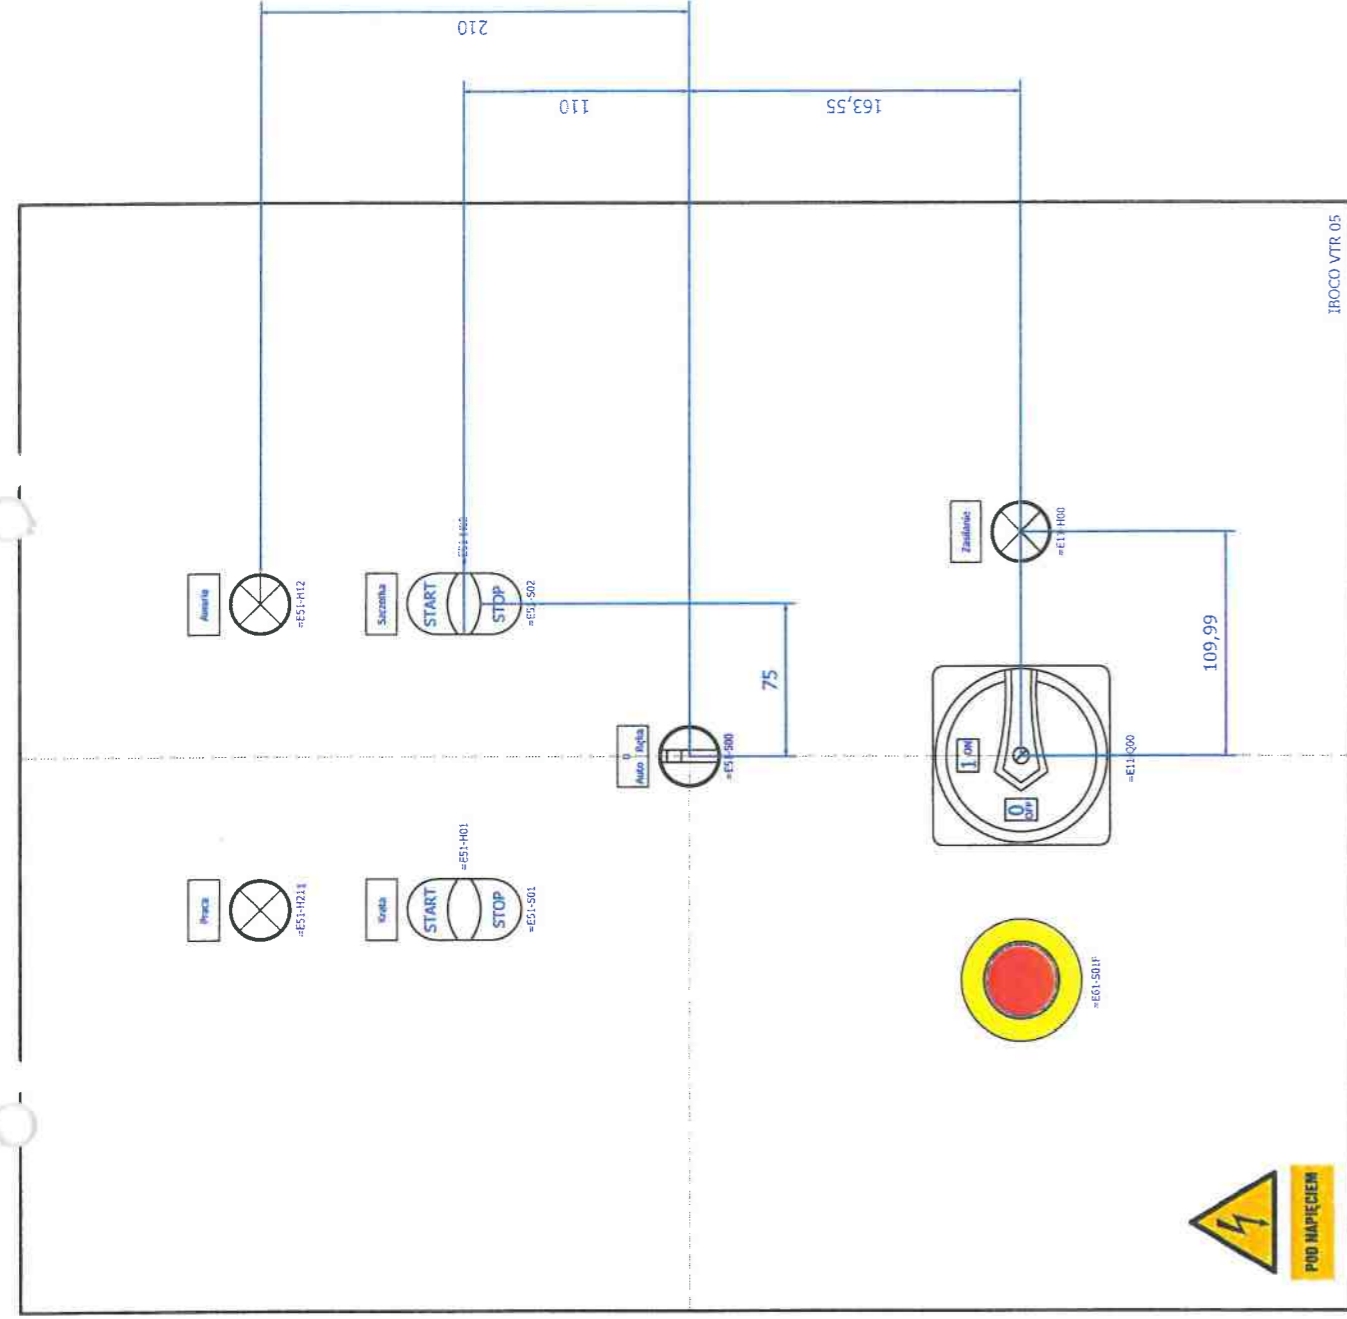 210
110
163,55
IBOCO VTR 05
Awaria
=E51-H12
START
STOP
=E51-S02
Zasilanie
=E11-H00
75
109,99
0
Auto Ręka
=E51-S00
1 ON
0
OFF
=E11-Q00
Praca
Krata
START
STOP
=E51-H01
=E51-S01
=E61-S01F
POD NAPIĘCIEM